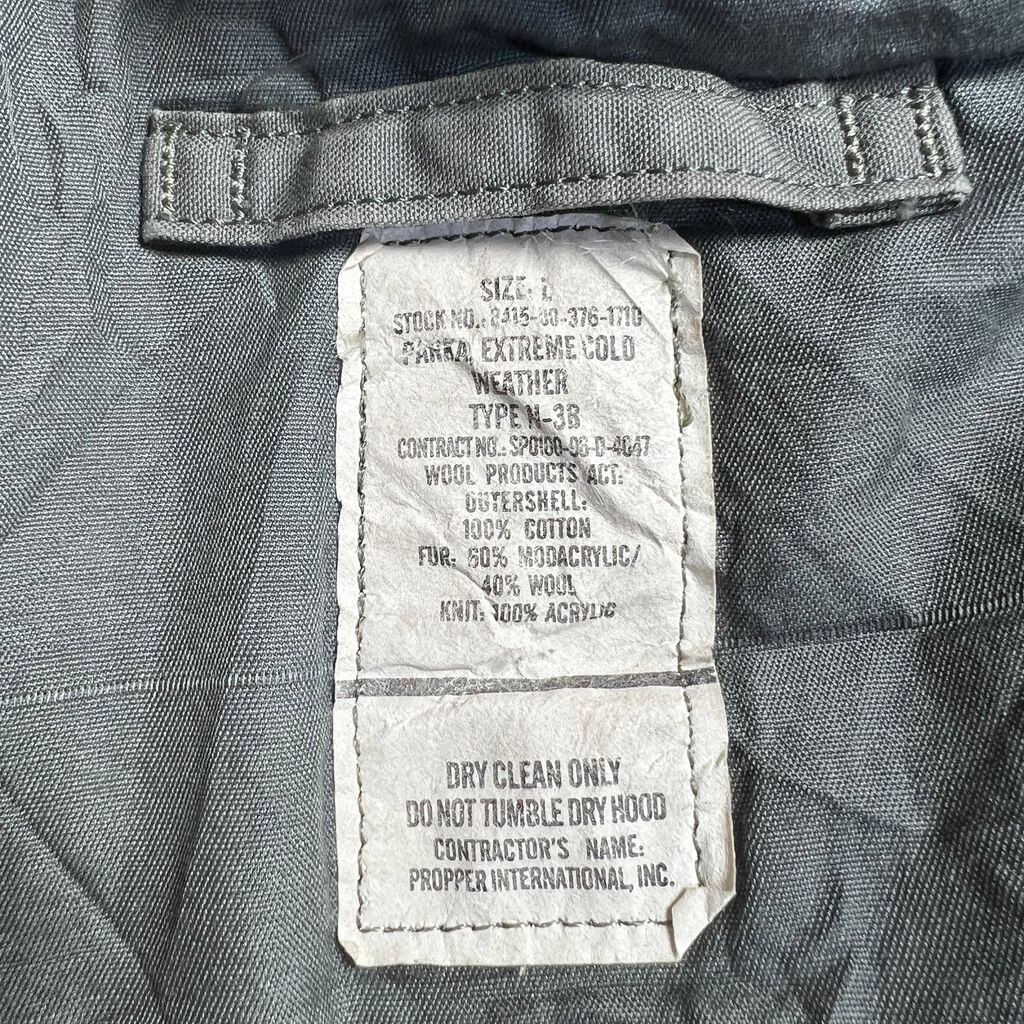 SIZE: L
STOCK NO.: 8415-00-376-1710
PARKA, EXTREME COLD
WEATHER
TYPE N-3B
CONTRACT NO.: SP0100-98-D-4047
WOOL PRODUCTS ACT:
OUTERSHELL:
100% COTTON
FUR: 60% MODACRYLIC/
40% WOOL
KNIT: 100% ACRYLIC
DRY CLEAN ONLY
DO NOT TUMBLE DRY HOOD
CONTRACTOR'S NAME:
PROPPER INTERNATIONAL, INC.